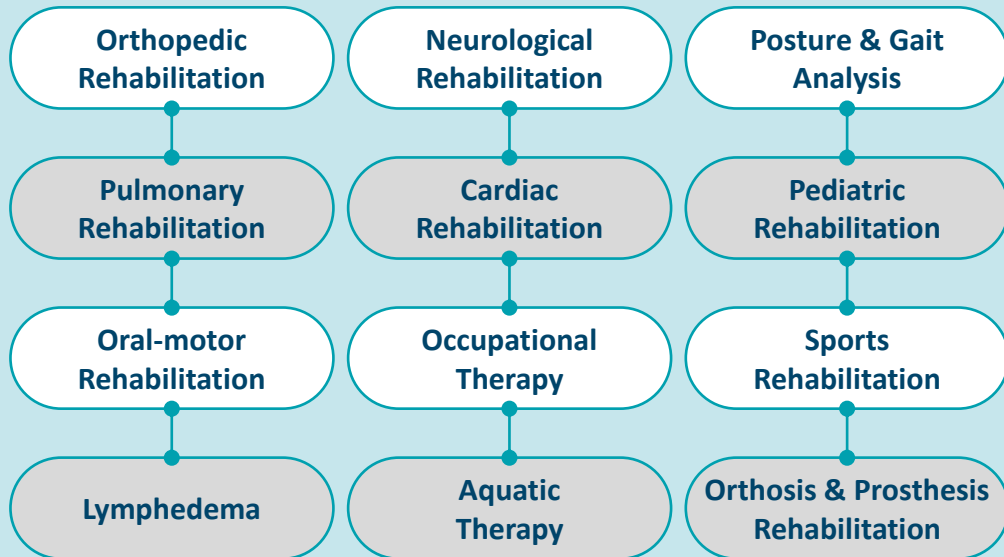 Orthopedic
Rehabilitation
Neurological
Rehabilitation
Posture & Gait
Analysis
Pulmonary
Rehabilitation
Cardiac
Rehabilitation
Pediatric
Rehabilitation
Oral-motor
Rehabilitation
Occupational
Therapy
Sports
Rehabilitation
Lymphedema
Aquatic
Therapy
Orthosis & Prosthesis
Rehabilitation